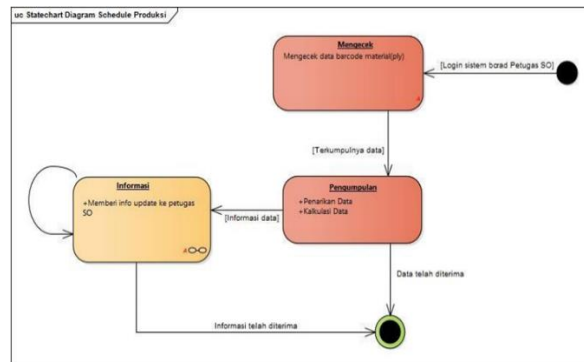 uc Statechart Diagram Schedule Produksi
Mengecek
Mengecek data barcode material(ply)
[Login sistem bcrad Petugas SO]
[Terkumpulnya data]
Informasi
+Memberi info update ke petugas
SO
[Informasi data]
Pengumpulan
+Penarikan Data
+Kalkulasi Data
Data telah diterima
Informasi telah diterima